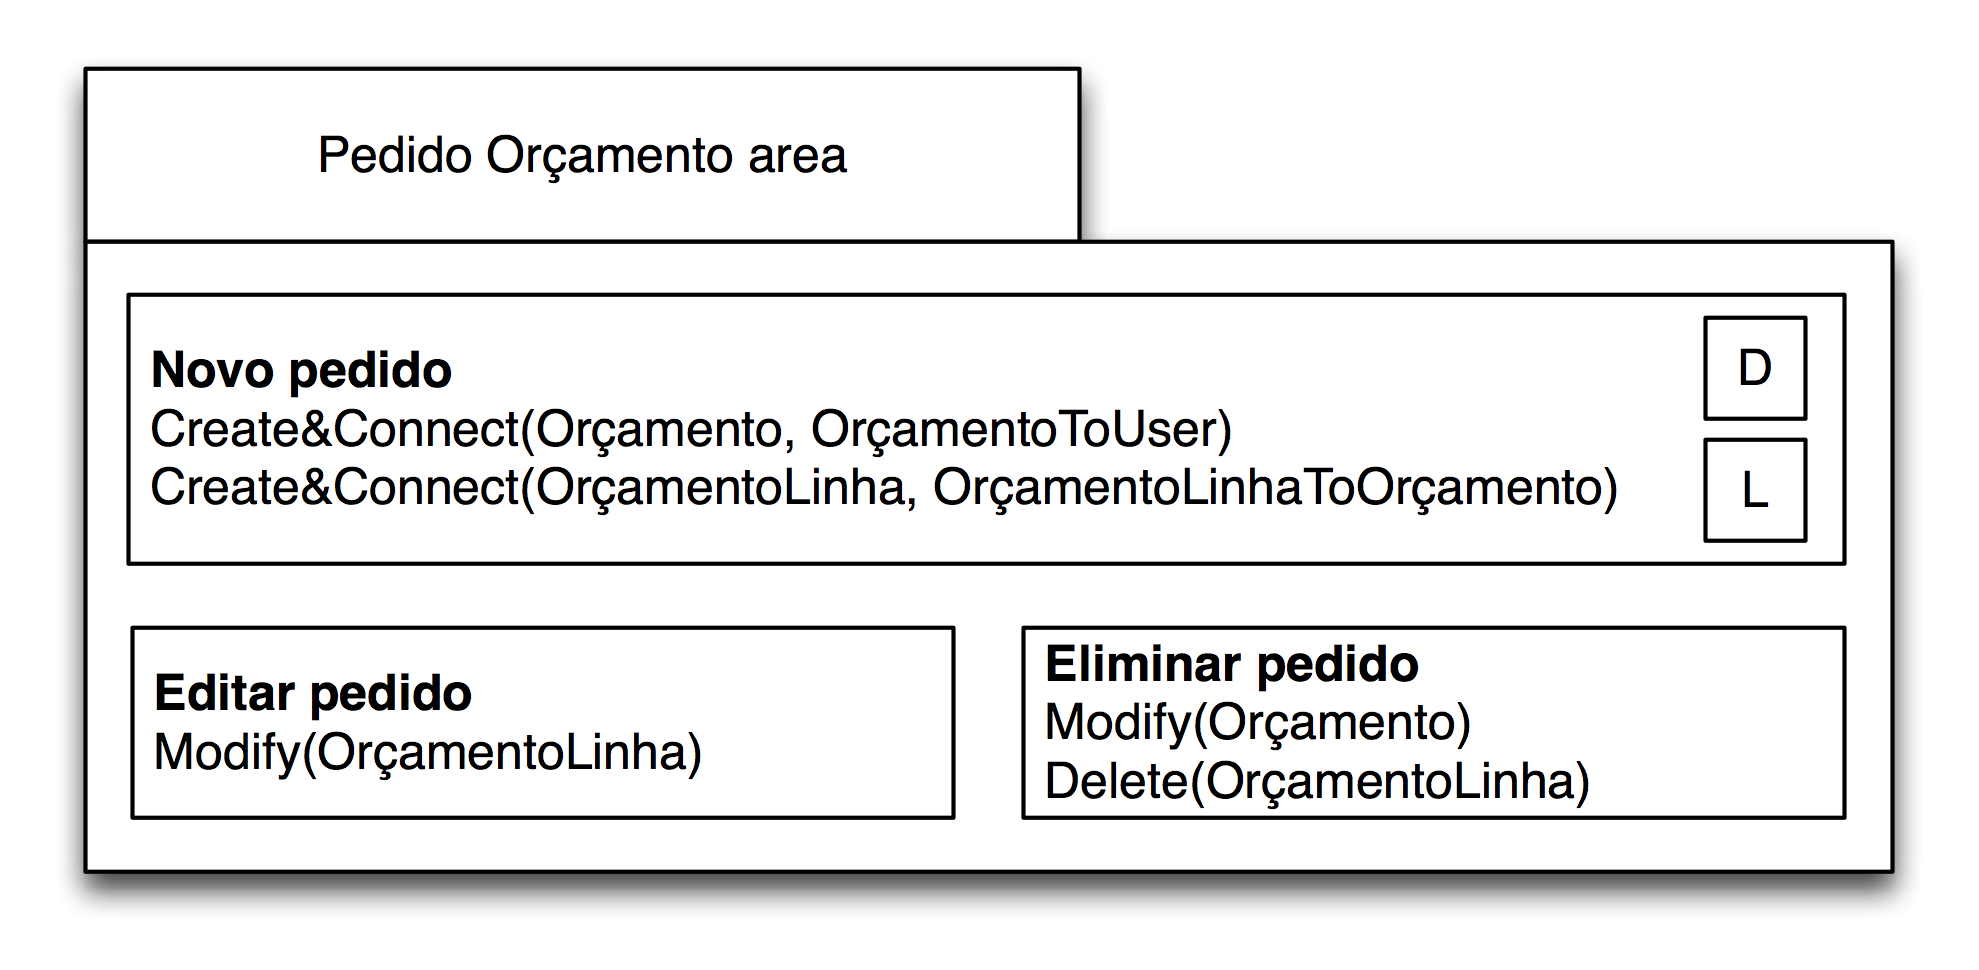 Pedido Orçamento area
Novo pedido
Create&Connect(Orçamento, OrçamentoToUser)
Create&Connect(OrçamentoLinha, OrçamentoLinhaToOrçamento)
D
L
Editar pedido
Modify(OrçamentoLinha)
Eliminar pedido
Modify(Orçamento)
Delete(OrçamentoLinha)